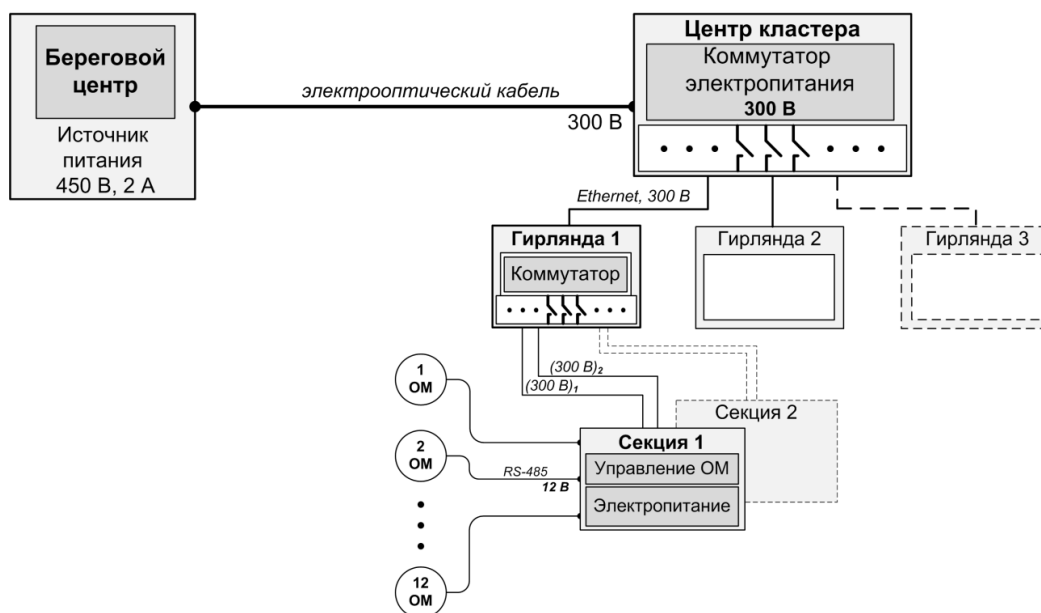 Береговой
центр
Источник
питания
450 В, 2 А
электрооптический кабель
300 В
Центр кластера
Коммутатор
электропитания
300 В
Ethernet, 300 В
Гирлянда 1
Коммутатор
Гирлянда 2
Гирлянда 3
(300 В)2
(300 В)1
1
ОМ
2
ОМ
12
ОМ
RS-485
12 В
Секция 2
Секция 1
Управление ОМ
Электропитание